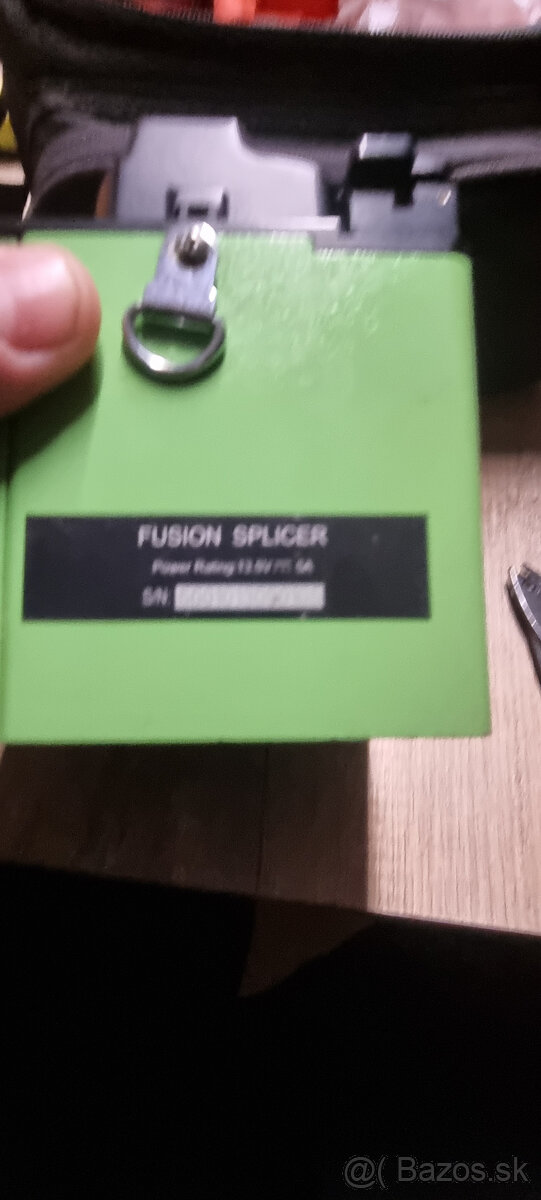 FUSION SPLICER
Power Rating:13.5V 5A
SN
@( Bazos.sk